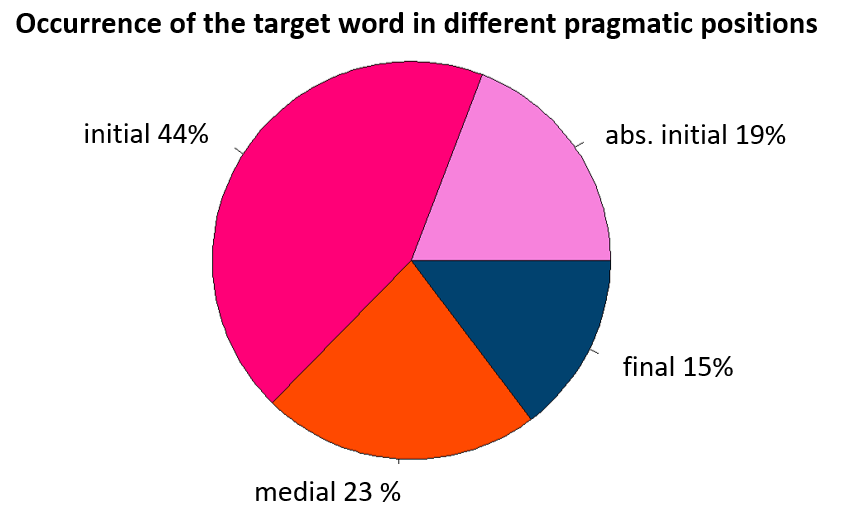 Occurrence of the target word in different pragmatic positions
initial 44%
abs. initial 19%
final 15%
medial 23 %